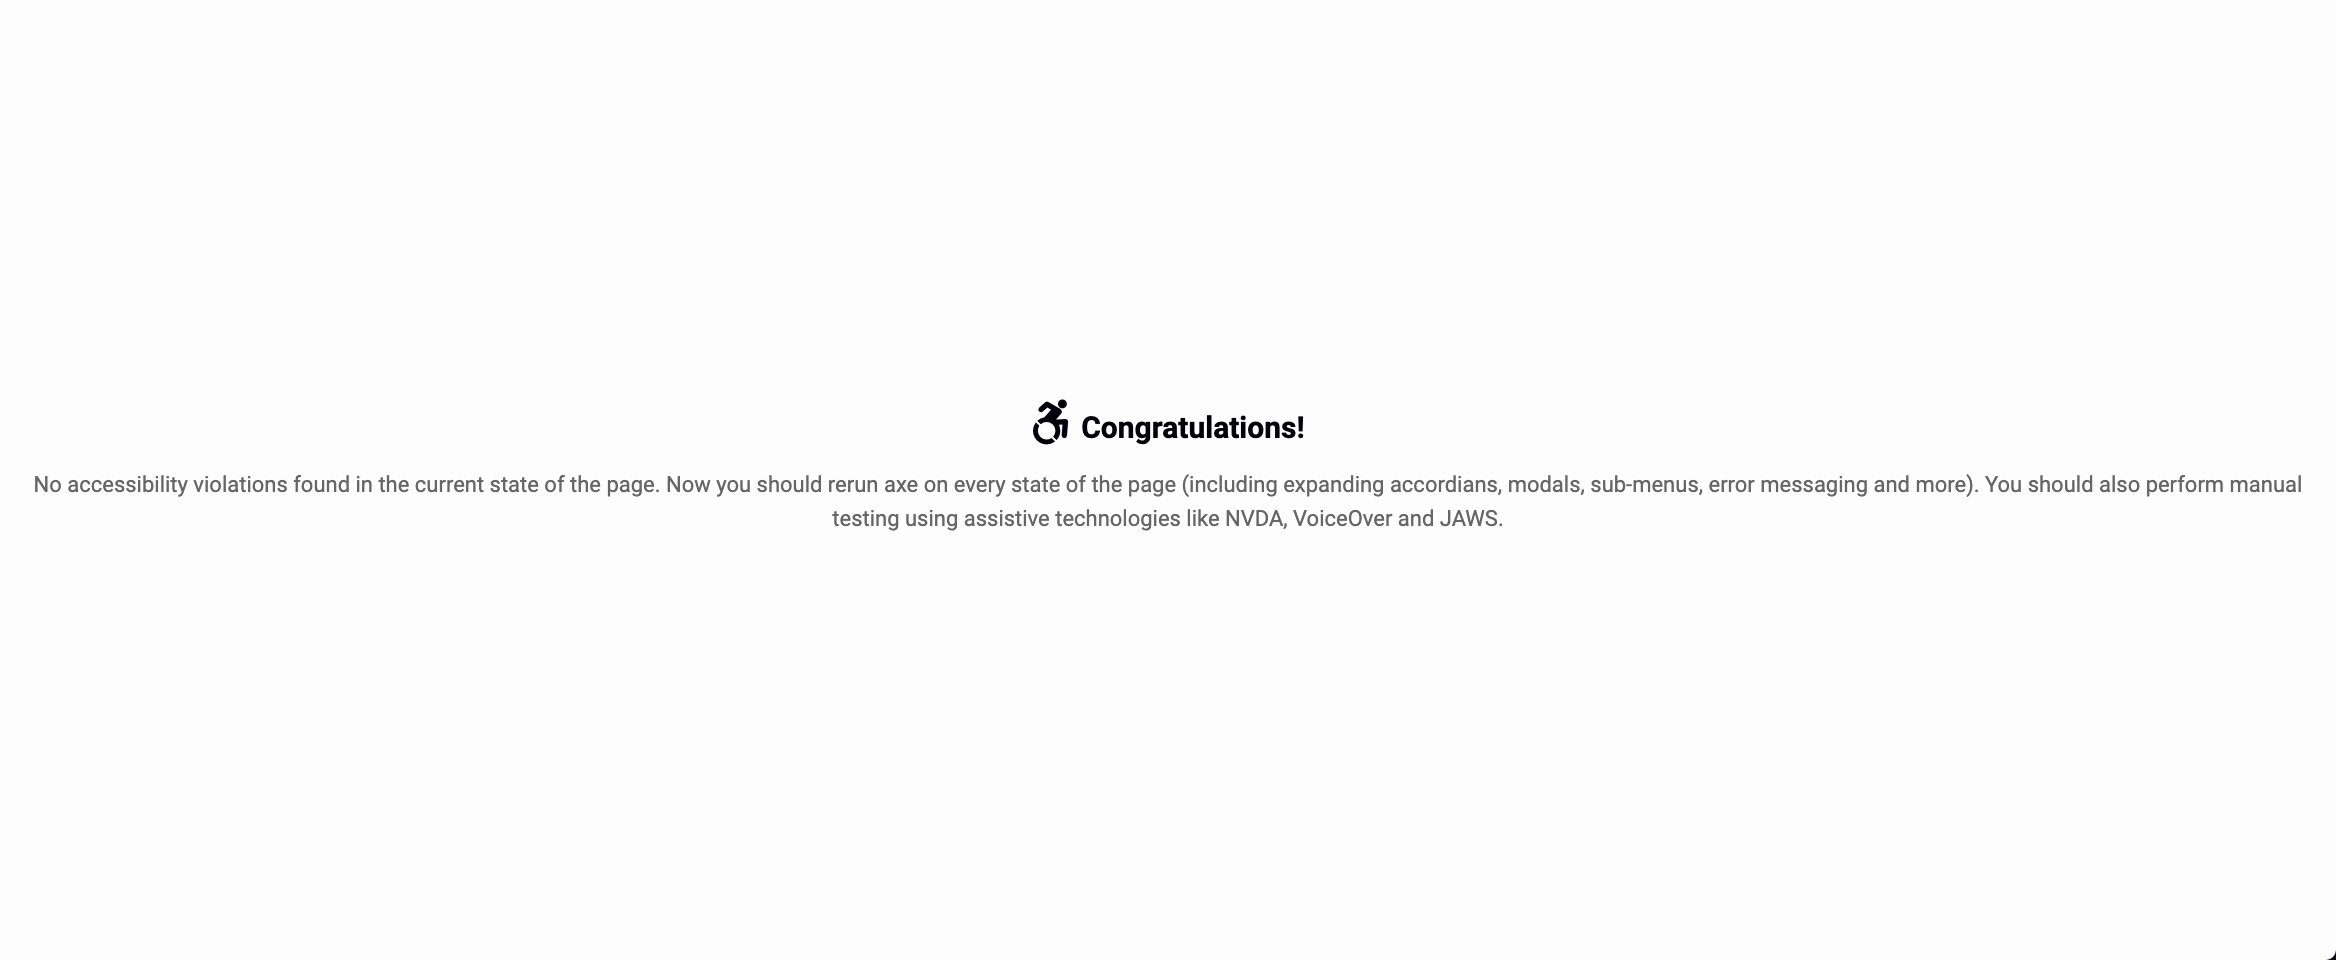 Congratulations!
No accessibility violations found in the current state of the page. Now you should rerun axe on every state of the page (including expanding accordians, modals, sub-menus, error messaging and more). You should also perform manual
testing using assistive technologies like NVDA, VoiceOver and JAWS.